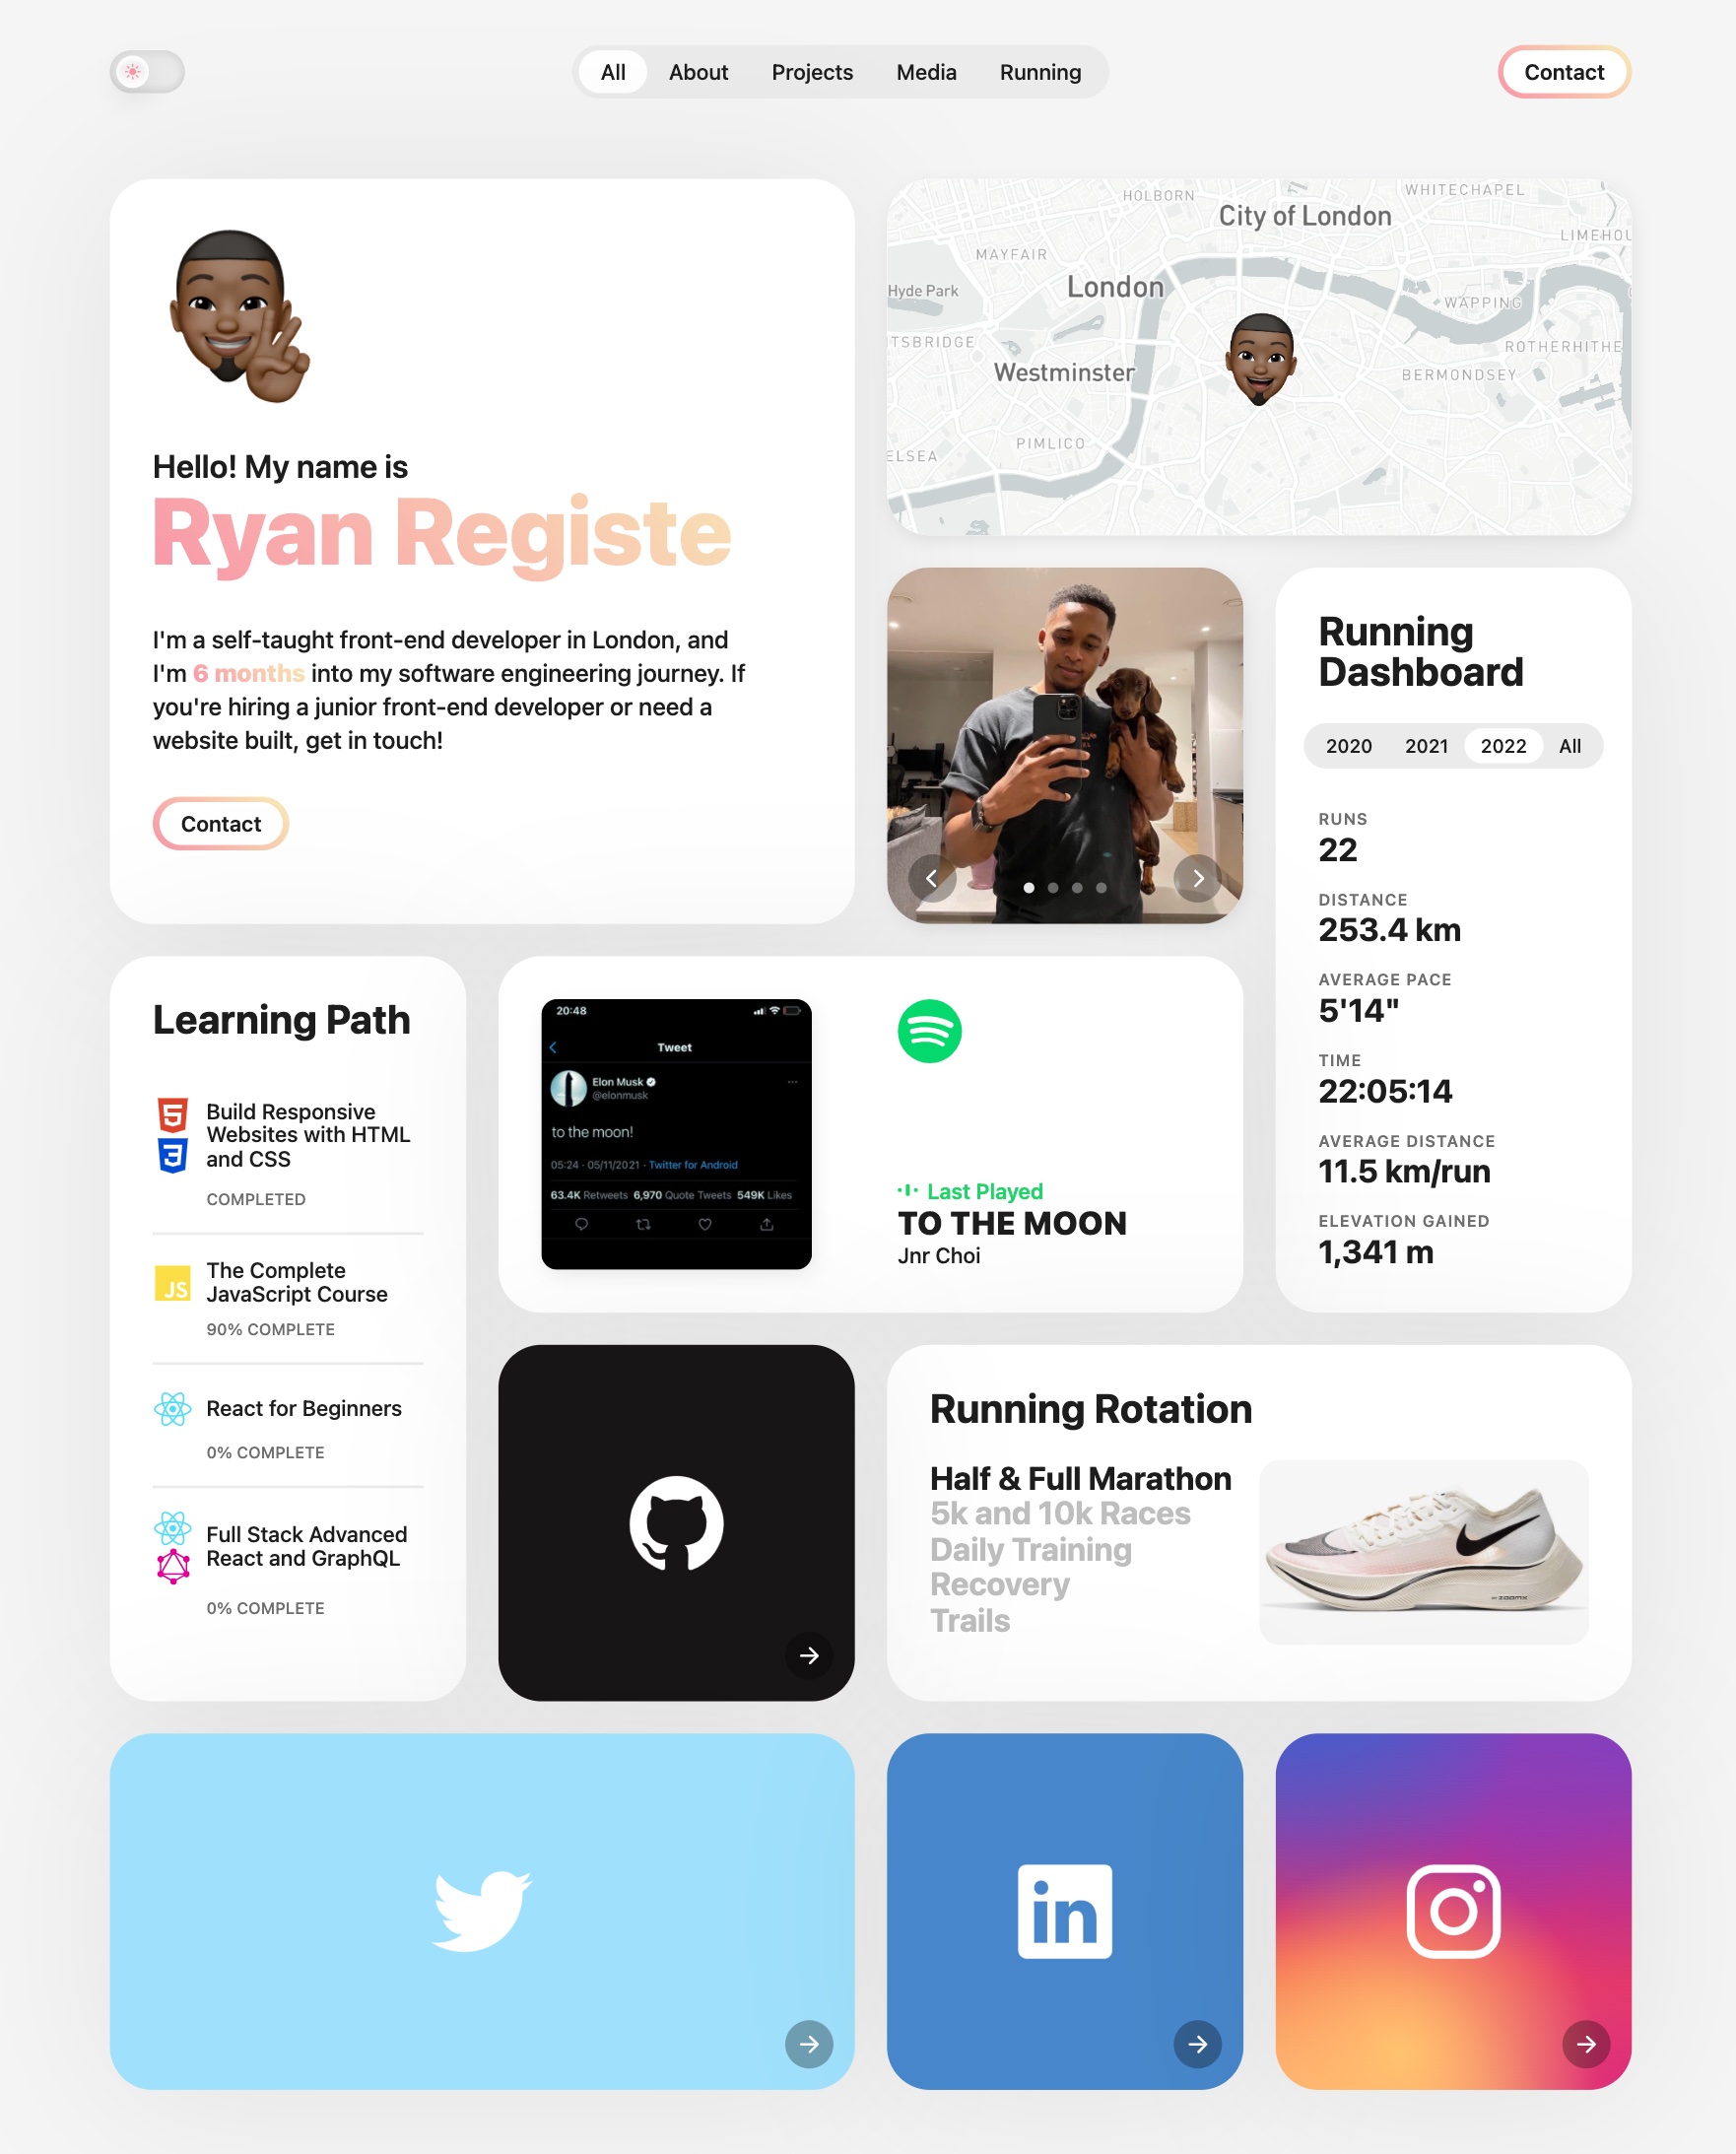 All
About
Projects
Media
Running
Contact
Hello! My name is
Ryan Registe
I'm a self-taught front-end developer in London, and
I'm 6 months into my software engineering journey. If
you're hiring a junior front-end developer or need a
website built, get in touch!
Contact
HOLBORN
WHITECHAPEL
City of London
LIMEHOU
MAYFAIR
London
Hyde Park
WAPPING
TSBRIDGE
ROTHERHITHE
Westminster
BERMONDSEY
PIMLICO
ELSEA
Running
Dashboard
2020
2021
2022
All
RUNS
22
DISTANCE
253.4 km
AVERAGE PACE
5'14"
TIME
22:05:14
AVERAGE DISTANCE
11.5 km/run
ELEVATION GAINED
1,341 m
Learning Path
5
3
Build Responsive
Websites with HTML
and CSS
COMPLETED
JS
The Complete
JavaScript Course
90% COMPLETE
React for Beginners
0% COMPLETE
Full Stack Advanced
React and GraphQL
0% COMPLETE
20:48
Tweet
Elon Musk
@elonmusk
to the moon!
05:24 · 05/11/2021 · Twitter for Android
63.4K Retweets 6,970 Quote Tweets 549K Likes
Last Played
TO THE MOON
Jnr Choi
Running Rotation
Half & Full Marathon
5k and 10k Races
Daily Training
Recovery
Trails
ZOOMX
in